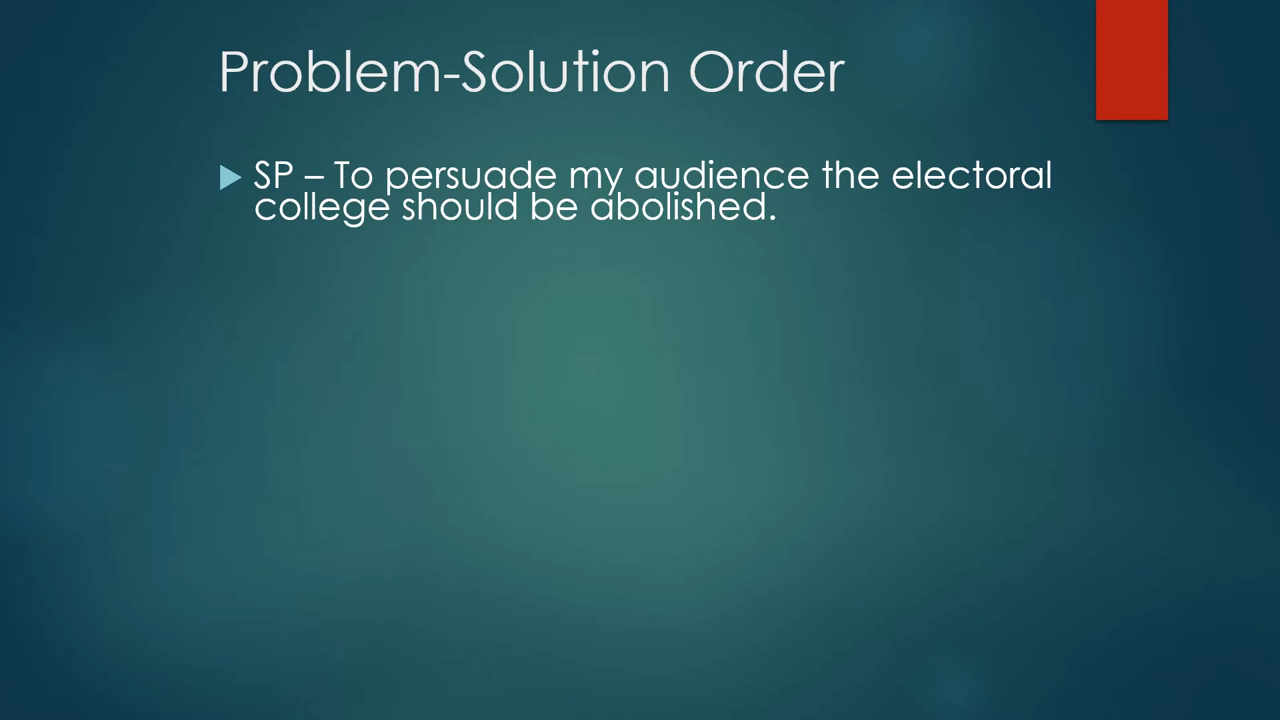 Problem-Solution Order
SP – To persuade my audience the electoral
college should be abolished.